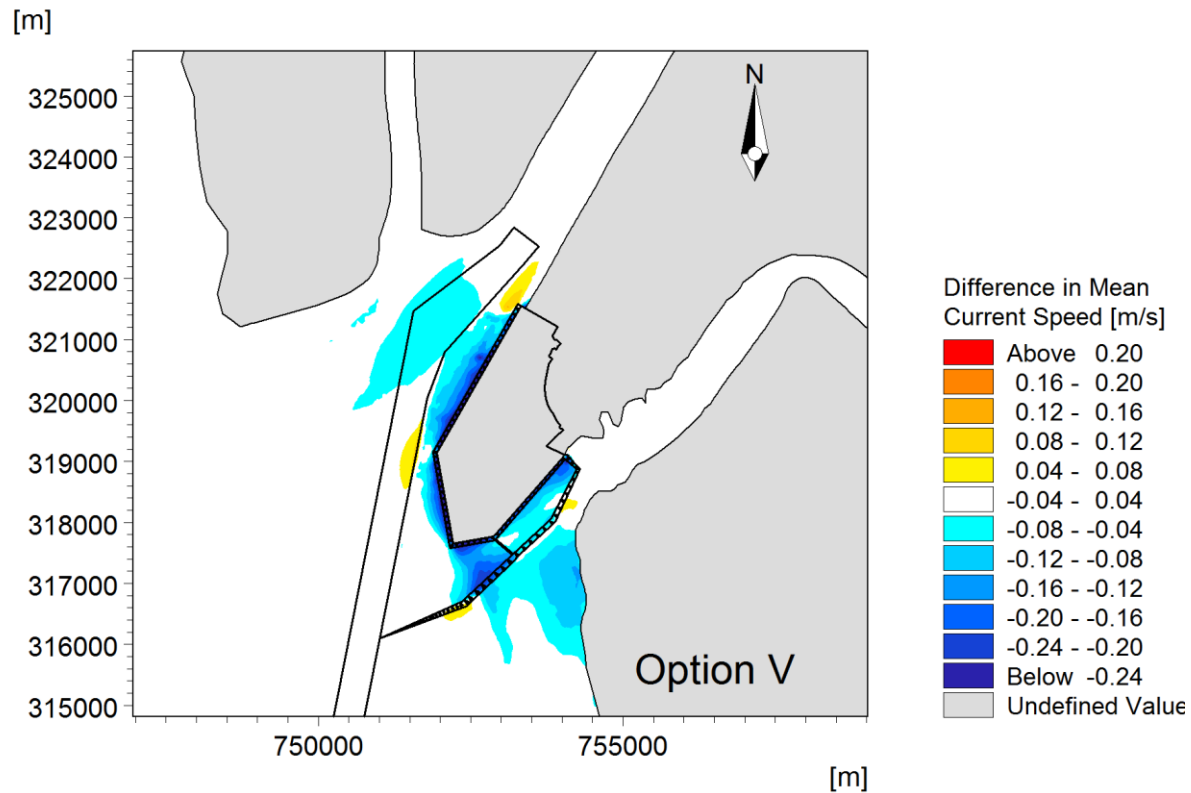 [m]
325000
324000
323000
322000
321000
320000
319000
318000
317000
316000
315000
N
Option V
750000
755000
[m]
Difference in Mean
Current Speed [m/s]
Above 0.20
0.16 - 0.20
0.12 - 0.16
0.08 - 0.12
0.04 - 0.08
-0.04 - 0.04
-0.08 - -0.04
-0.12 - -0.08
-0.16 - -0.12
-0.20 - -0.16
-0.24 - -0.20
Below -0.24
Undefined Value